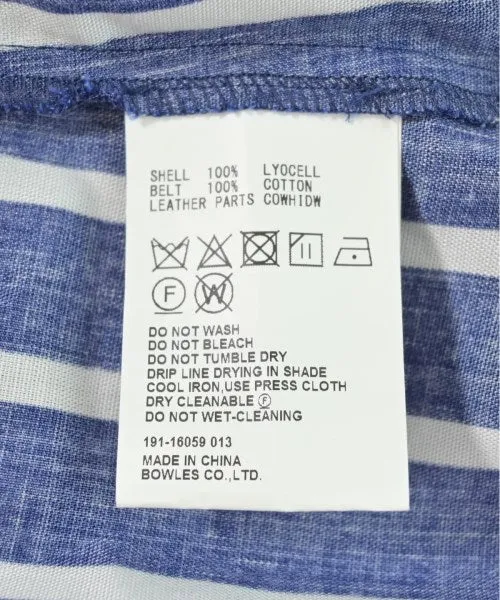 SHELL 100% LYOCELL
BELT 100% COTTON
LEATHER PARTS COWHIDW
F W
DO NOT WASH
DO NOT BLEACH
DO NOT TUMBLE DRY
DRIP LINE DRYING IN SHADE
COOL IRON,USE PRESS CLOTH
DRY CLEANABLE Ⓕ
DO NOT WET-CLEANING
191-16059 013
MADE IN CHINA
BOWLES CO.,LTD.